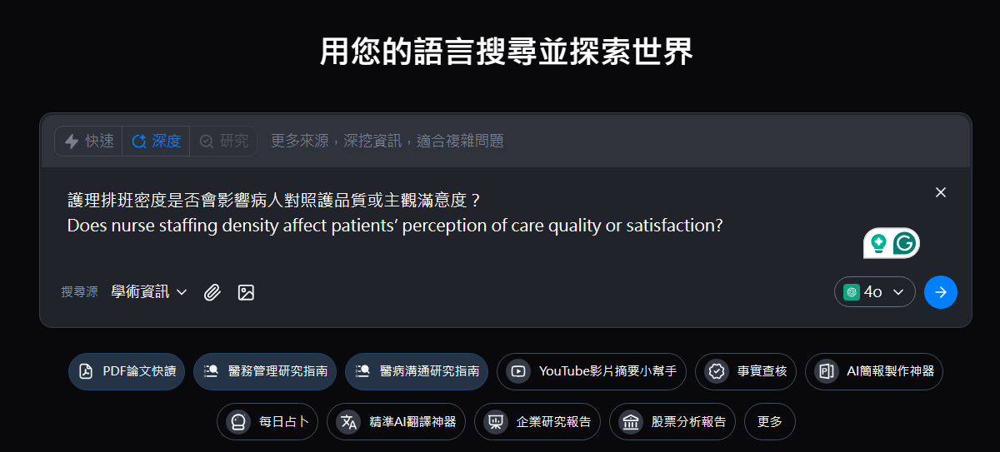 用您的語言搜尋並探索世界
快速 深度 研究 更多來源，深挖資訊，適合複雜問題
護理排班密度是否會影響病人對照護品質或主觀滿意度？
Does nurse staffing density affect patients’ perception of care quality or satisfaction?
搜尋源 學術資訊 4o
PDF論文快讀 醫務管理研究指南 醫病溝通研究指南 YouTube影片摘要小幫手 事實查核 AI簡報製作神器
每日占卜 精準AI翻譯神器 企業研究報告 股票分析報告 更多